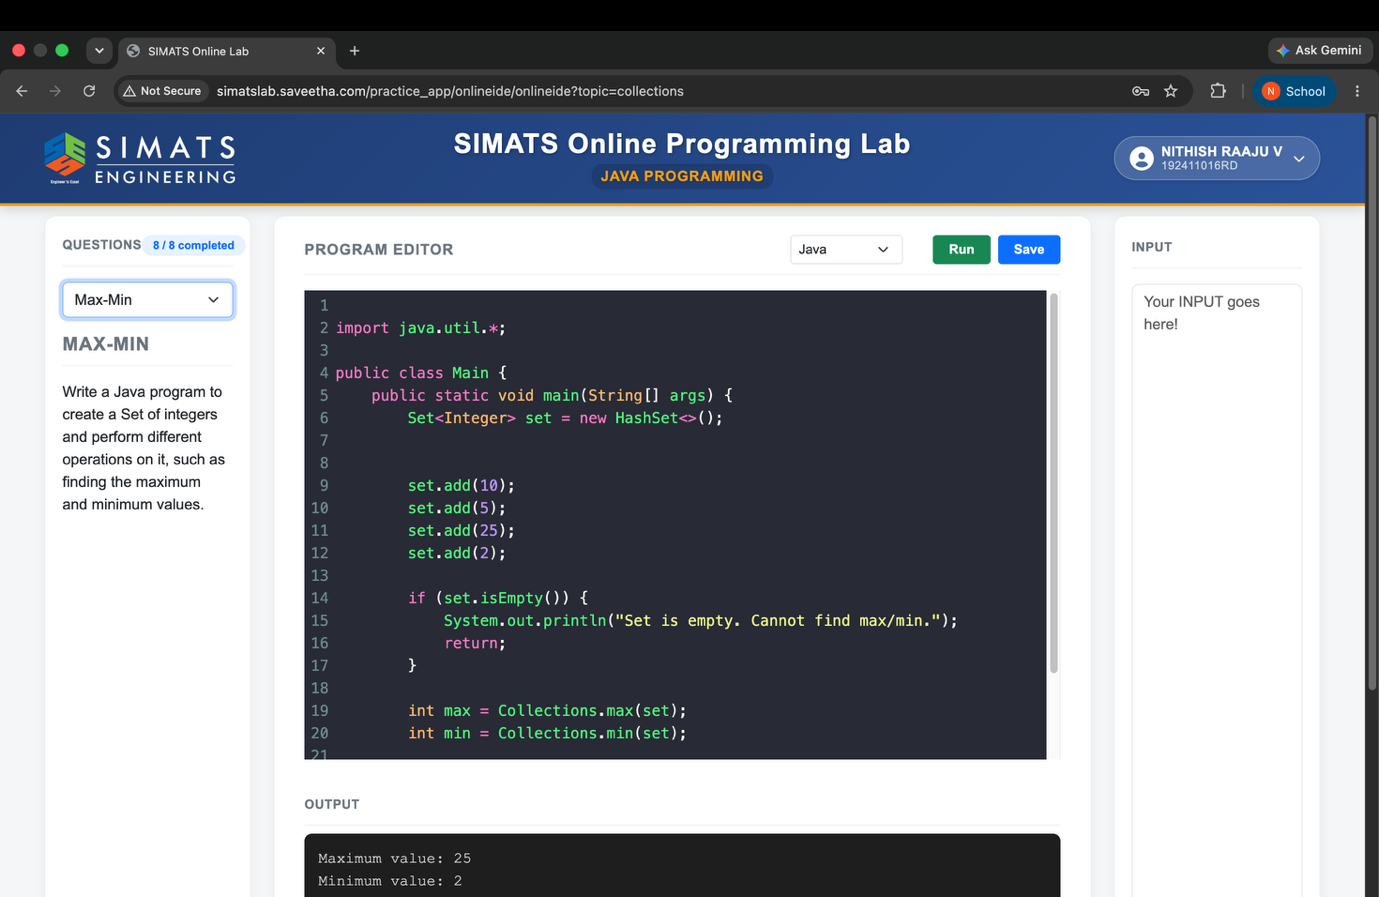 SIMATS Online Lab
Ask Gemini
Not Secure
simatslab.saveetha.com/practice_app/onlineide/onlineide?topic=collections
N School
SIMATS
ENGINEERING
SIMATS Online Programming Lab
JAVA PROGRAMMING
NITHISH RAAJU V
192411016RD
QUESTIONS 8 / 8 completed
Max-Min
MAX-MIN
Write a Java program to
create a Set of integers
and perform different
operations on it, such as
finding the maximum
and minimum values.
PROGRAM EDITOR
Java
Run
Save
1
2 import java.util.*;
3
4 public class Main {
5 public static void main(String[] args) {
6 Set<Integer> set = new HashSet<>();
7
8
9 set.add(10);
10 set.add(5);
11 set.add(25);
12 set.add(2);
13
14 if (set.isEmpty()) {
15 System.out.println("Set is empty. Cannot find max/min.");
16 return;
17 }
18
19 int max = Collections.max(set);
20 int min = Collections.min(set);
21
OUTPUT
Maximum value: 25
Minimum value: 2
INPUT
Your INPUT goes
here!